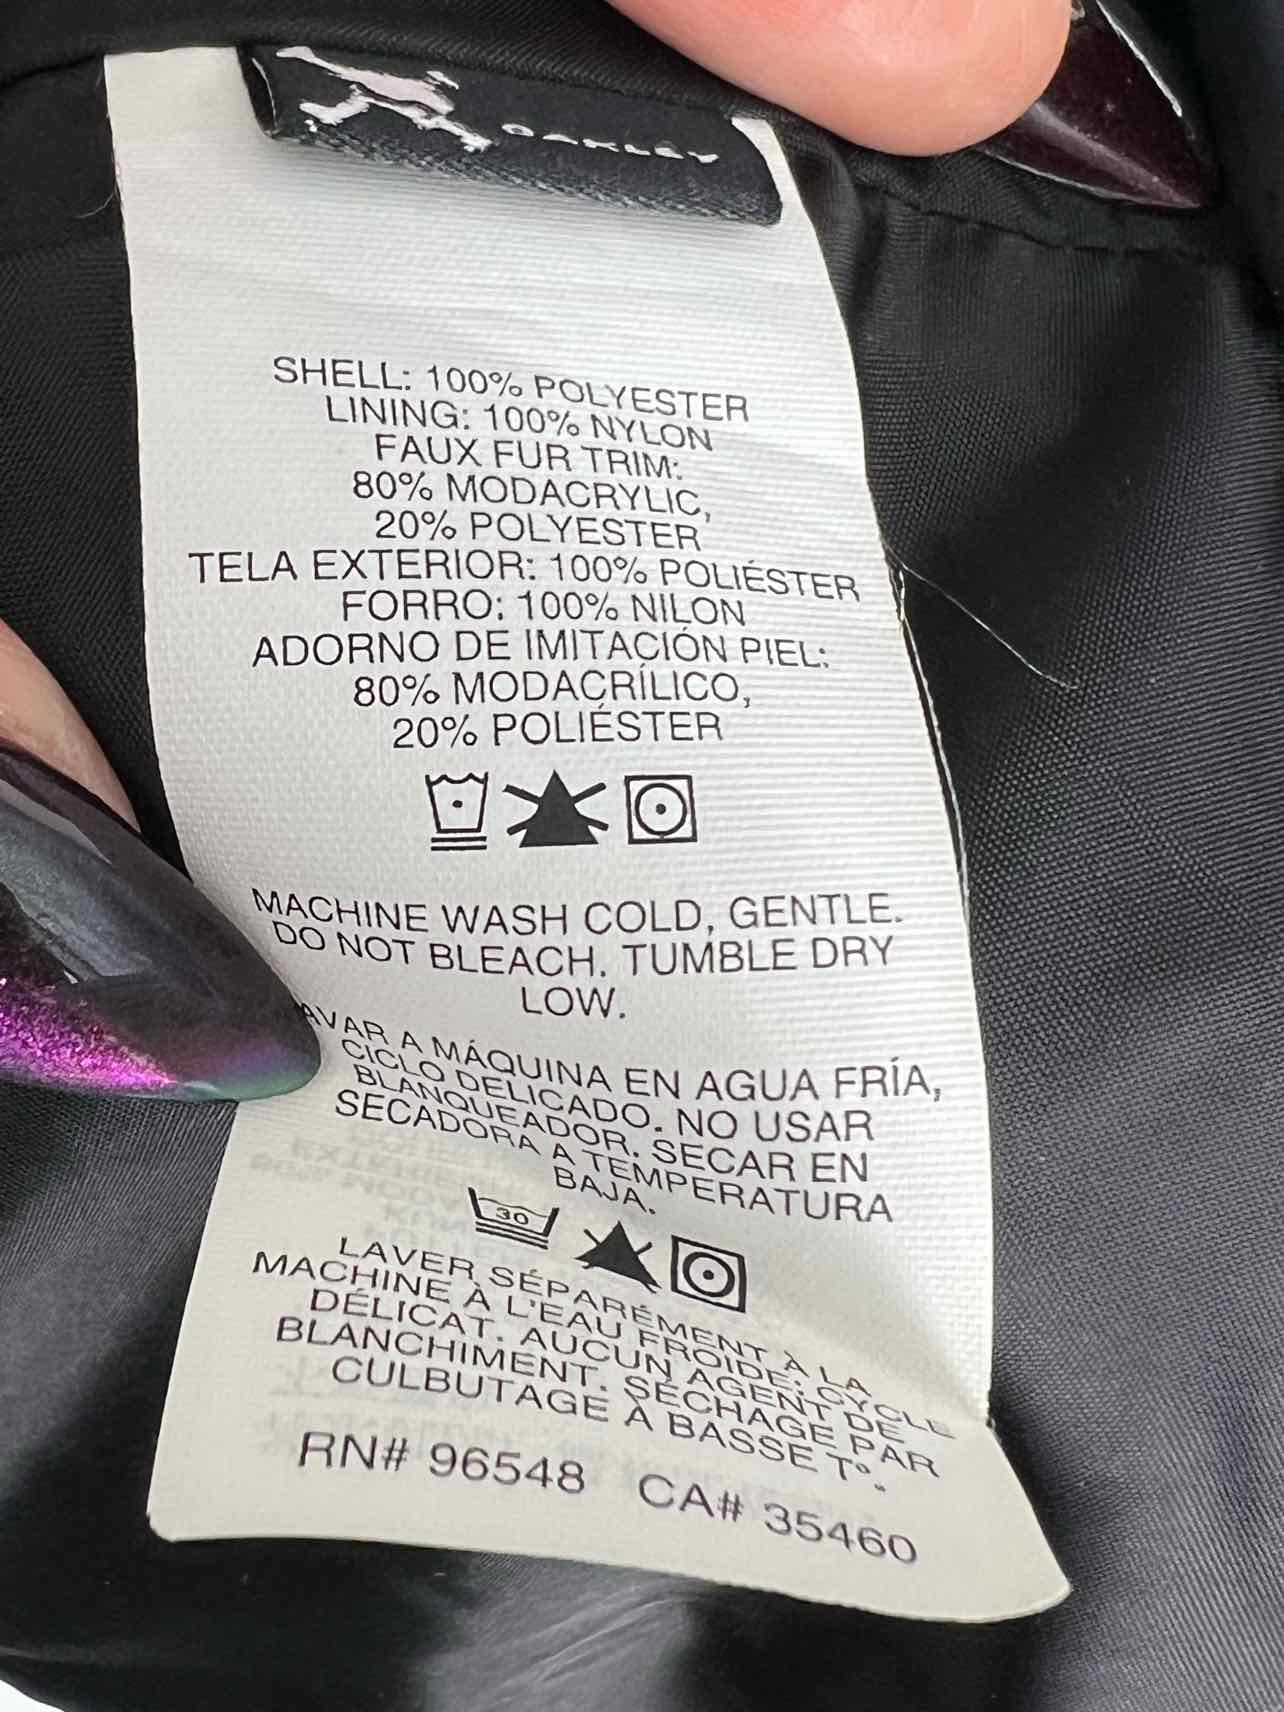 OAKLEY
SHELL: 100% POLYESTER
LINING: 100% NYLON
FAUX FUR TRIM:
80% MODACRYLIC,
20% POLYESTER
TELA EXTERIOR: 100% POLIÉSTER
FORRO: 100% NILON
ADORNO DE IMITACIÓN PIEL:
80% MODACRÍLICO,
20% POLIÉSTER
MACHINE WASH COLD, GENTLE.
DO NOT BLEACH. TUMBLE DRY
LOW.
AVAR A MÁQUINA EN AGUA FRÍA,
CICLO DELICADO. NO USAR
BLANQUEADOR. SECAR EN
SECADORA A TEMPERATURA
BAJA.
30
LAVER SÉPARÉMENT À LA
MACHINE À L'EAU FROIDE; CYCLE
DÉLICAT. AUCUN AGENT DE
BLANCHIMENT. SÉCHAGE PAR
CULBUTAGE À BASSE T°.
RN# 96548 CA# 35460